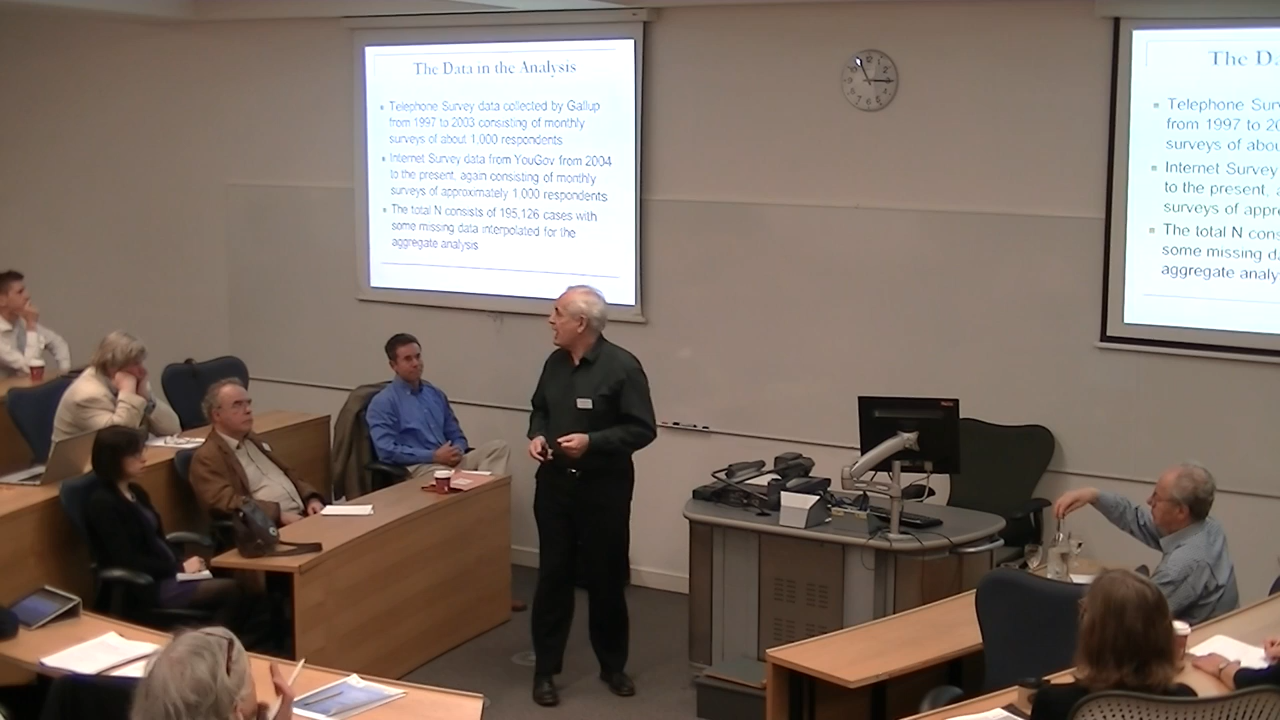 The Data in the Analysis
Telephone Survey data collected by Gallup
from 1997 to 2003 consisting of monthly
surveys of about 1,000 respondents
Internet Survey data from YouGov from 2004
to the present, again consisting of monthly
surveys of approximately 1,000 respondents
The total N consists of 195,126 cases with
some missing data interpolated for the
aggregate analysis
The D
Telephone Sur
from 1997 to 20
surveys of abou
Internet Survey
to the present, a
surveys of appr
The total N cons
some missing da
aggregate analy